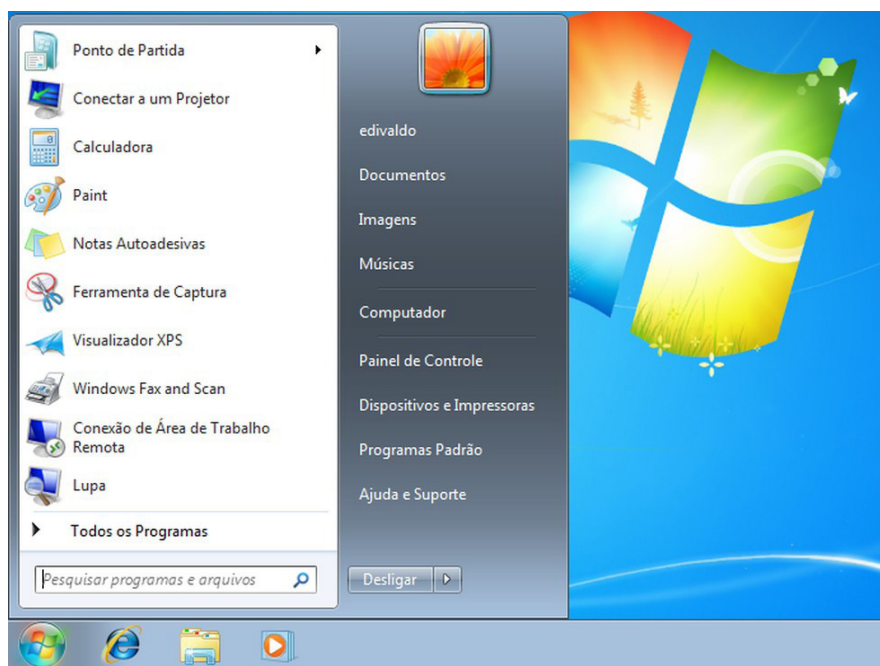 Ponto de Partida
Conectar a um Projetor
Calculadora
Paint
Notas Autoadesivas
Ferramenta de Captura
Visualizador XPS
Windows Fax and Scan
Conexão de Área de Trabalho
Remota
Lupa
Todos os Programas
Pesquisar programas e arquivos
edivaldo
Documentos
Imagens
Músicas
Computador
Painel de Controle
Dispositivos e Impressoras
Programas Padrão
Ajuda e Suporte
Desligar